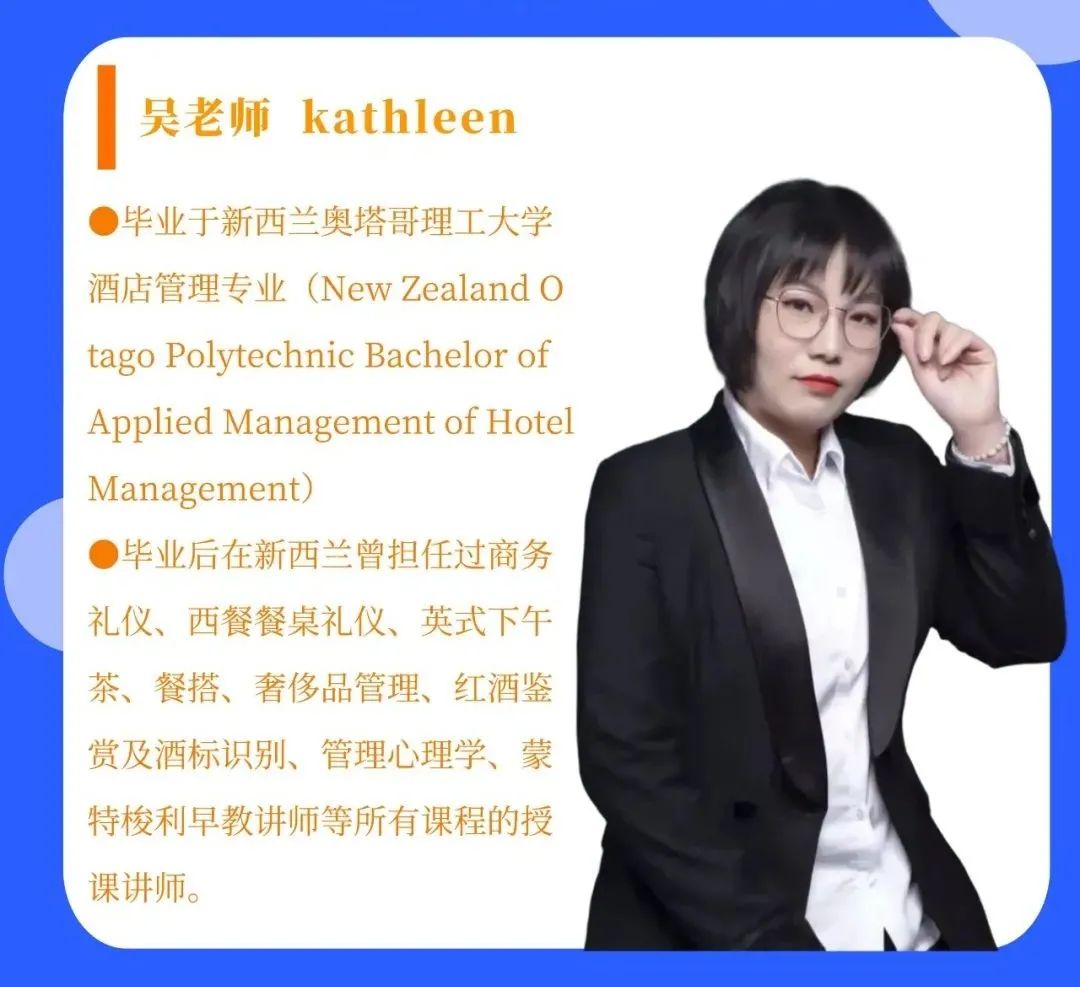 吴老师 kathleen
●毕业于新西兰奥塔哥理工大学
酒店管理专业（New Zealand O
tago Polytechnic Bachelor of
Applied Management of Hotel
Management）
●毕业后在新西兰曾担任过商务
礼仪、西餐餐桌礼仪、英式下午
茶、餐搭、奢侈品管理、红酒鉴
赏及酒标识别、管理心理学、蒙
特梭利早教讲师等所有课程的授
课讲师。